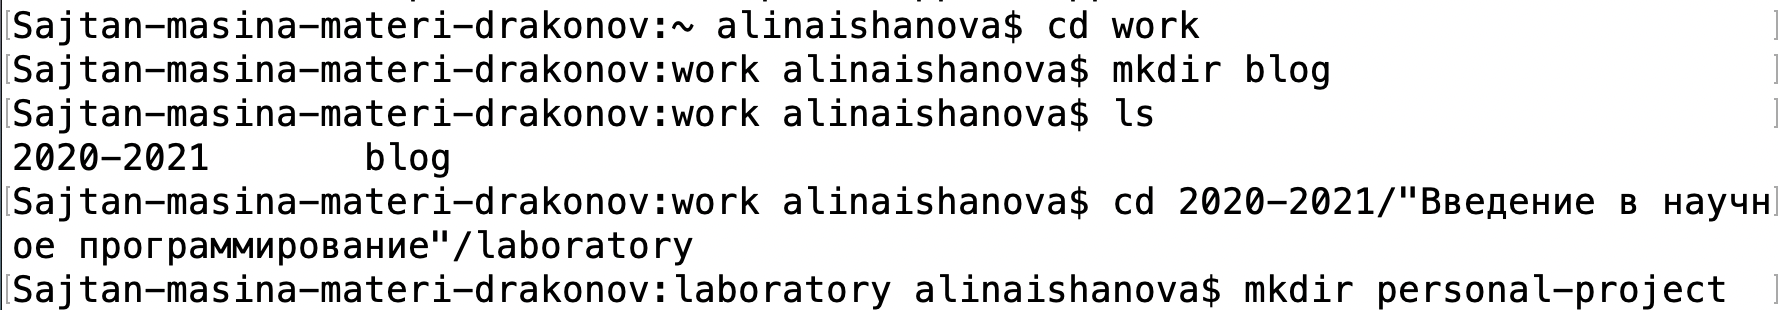 Sajtan-masina-materi-drakonov:~ alinaishanova$ cd work
Sajtan-masina-materi-drakonov:work alinaishanova$ mkdir blog
Sajtan-masina-materi-drakonov:work alinaishanova$ ls
2020-2021 blog
Sajtan-masina-materi-drakonov:work alinaishanova$ cd 2020-2021/"Введение в научн
ое программирование"/laboratory
Sajtan-masina-materi-drakonov:laboratory alinaishanova$ mkdir personal-project